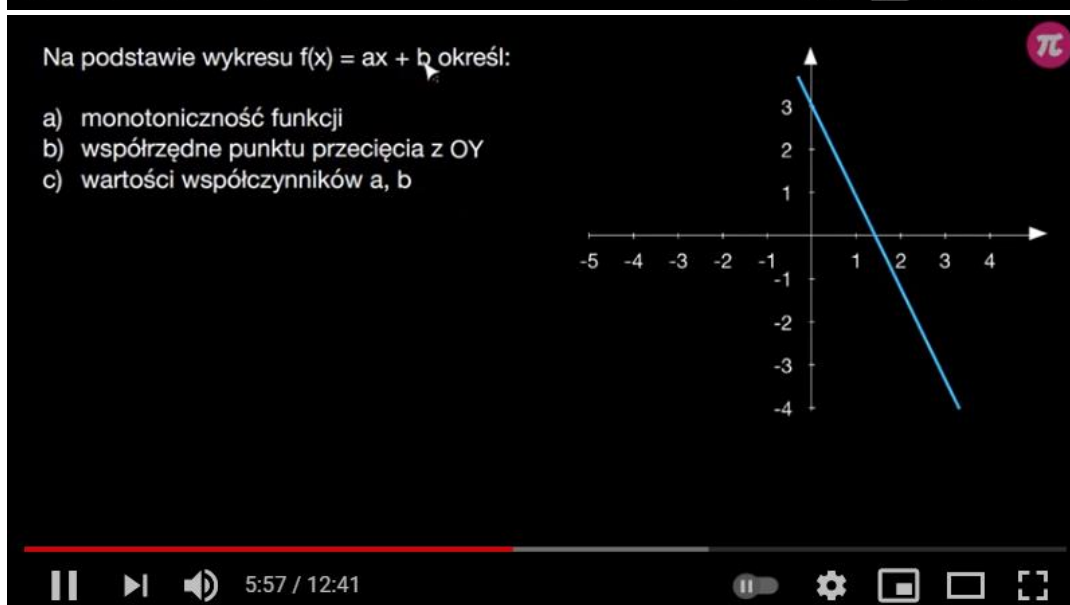 Na podstawie wykresu f(x) = ax + b określ:
a) monotoniczność funkcji
b) współrzędne punktu przecięcia z OY
c) wartości współczynników a, b
π
3
2
1
-5 -4 -3 -2 -1 1 2 3 4
-1
-2
-3
-4
5:57 / 12:41